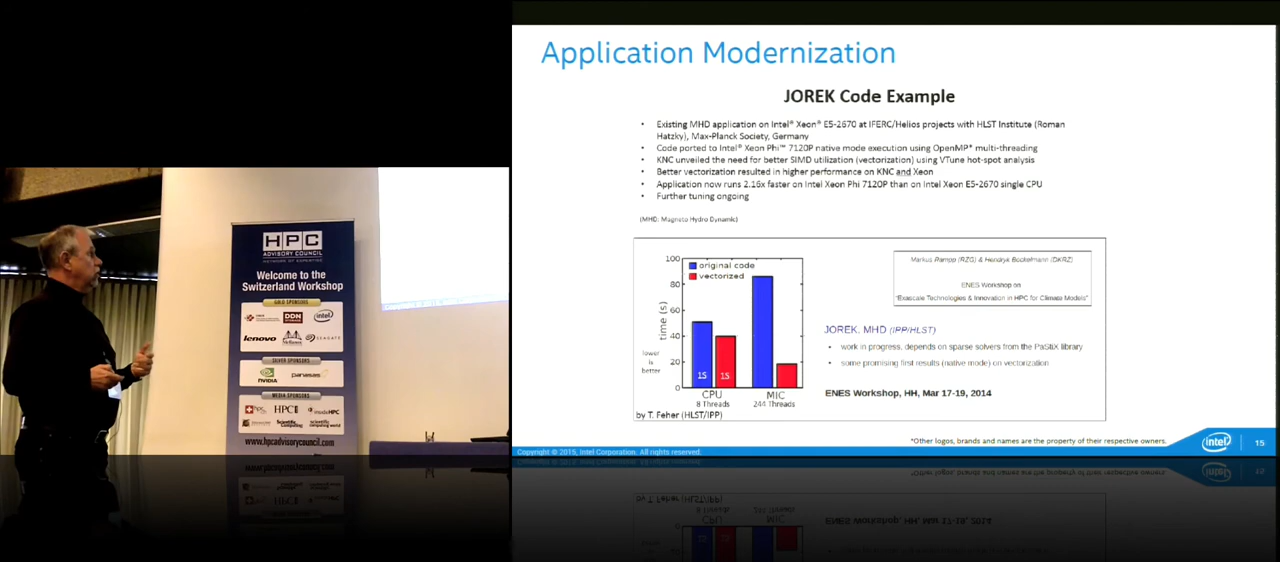 Application Modernization
JOREK Code Example
• Existing MHD application on Intel® Xeon® E5-2670 at IFERC/Helios projects with HLST Institute (Roman
Hatzky), Max-Planck Society, Germany
• Code ported to Intel® Xeon Phi™ 7120P native mode execution using OpenMP* multi-threading
• KNC unveiled the need for better SIMD utilization (vectorization) using VTune hot-spot analysis
• Better vectorization resulted in higher performance on KNC and Xeon
• Application now runs 2.16x faster on Intel Xeon Phi 7120P than on Intel Xeon E5-2670 single CPU
• Further tuning ongoing
(MHD: Magneto Hydro Dynamic)
100
80
60
40
20
0
time (s)
lower
is
better
original code
vectorized
15
15
CPU
8 Threads
MIC
244 Threads
by T. Feher (HLST/IPP)
Markus Rampp (RZG) & Hendryk Bockelmann (DKRZ)
ENES Workshop on
"Exascale Technologies & Innovation in HPC for Climate Models"
JOREK, MHD (IPP/HLST)
• work in progress, depends on sparse solvers from the PaStiX library
• some promising first results (native mode) on vectorization
ENES Workshop, HH, Mar 17-19, 2014
*Other logos, brands and names are the property of their respective owners.
Copyright © 2015, Intel Corporation. All rights reserved.
intel
15
HPC
ADVISORY COUNCIL
NETWORK OF EXPERTISE
Welcome to the
Switzerland Workshop
GOLD SPONSORS
DDN
intel
lenovo
Mellanox
SEAGATE
SILVER SPONSORS
NVIDIA
panasas
MEDIA SPONSORS
HPC
insideHPC
Scientific Computing
scientific computing world
www.hpcadvisorycouncil.com